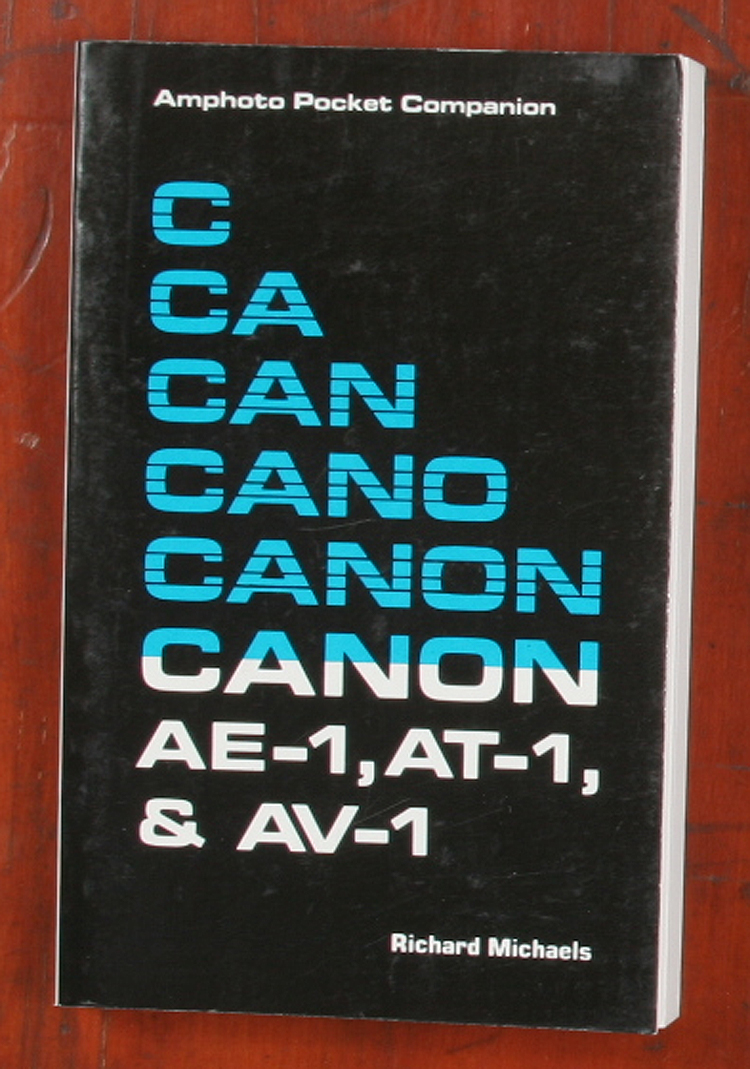 Amphoto Pocket Companion
C
CA
CAN
CANO
CANON
CANON
AE-1, AT-1,
& AV-1
Richard Michaels